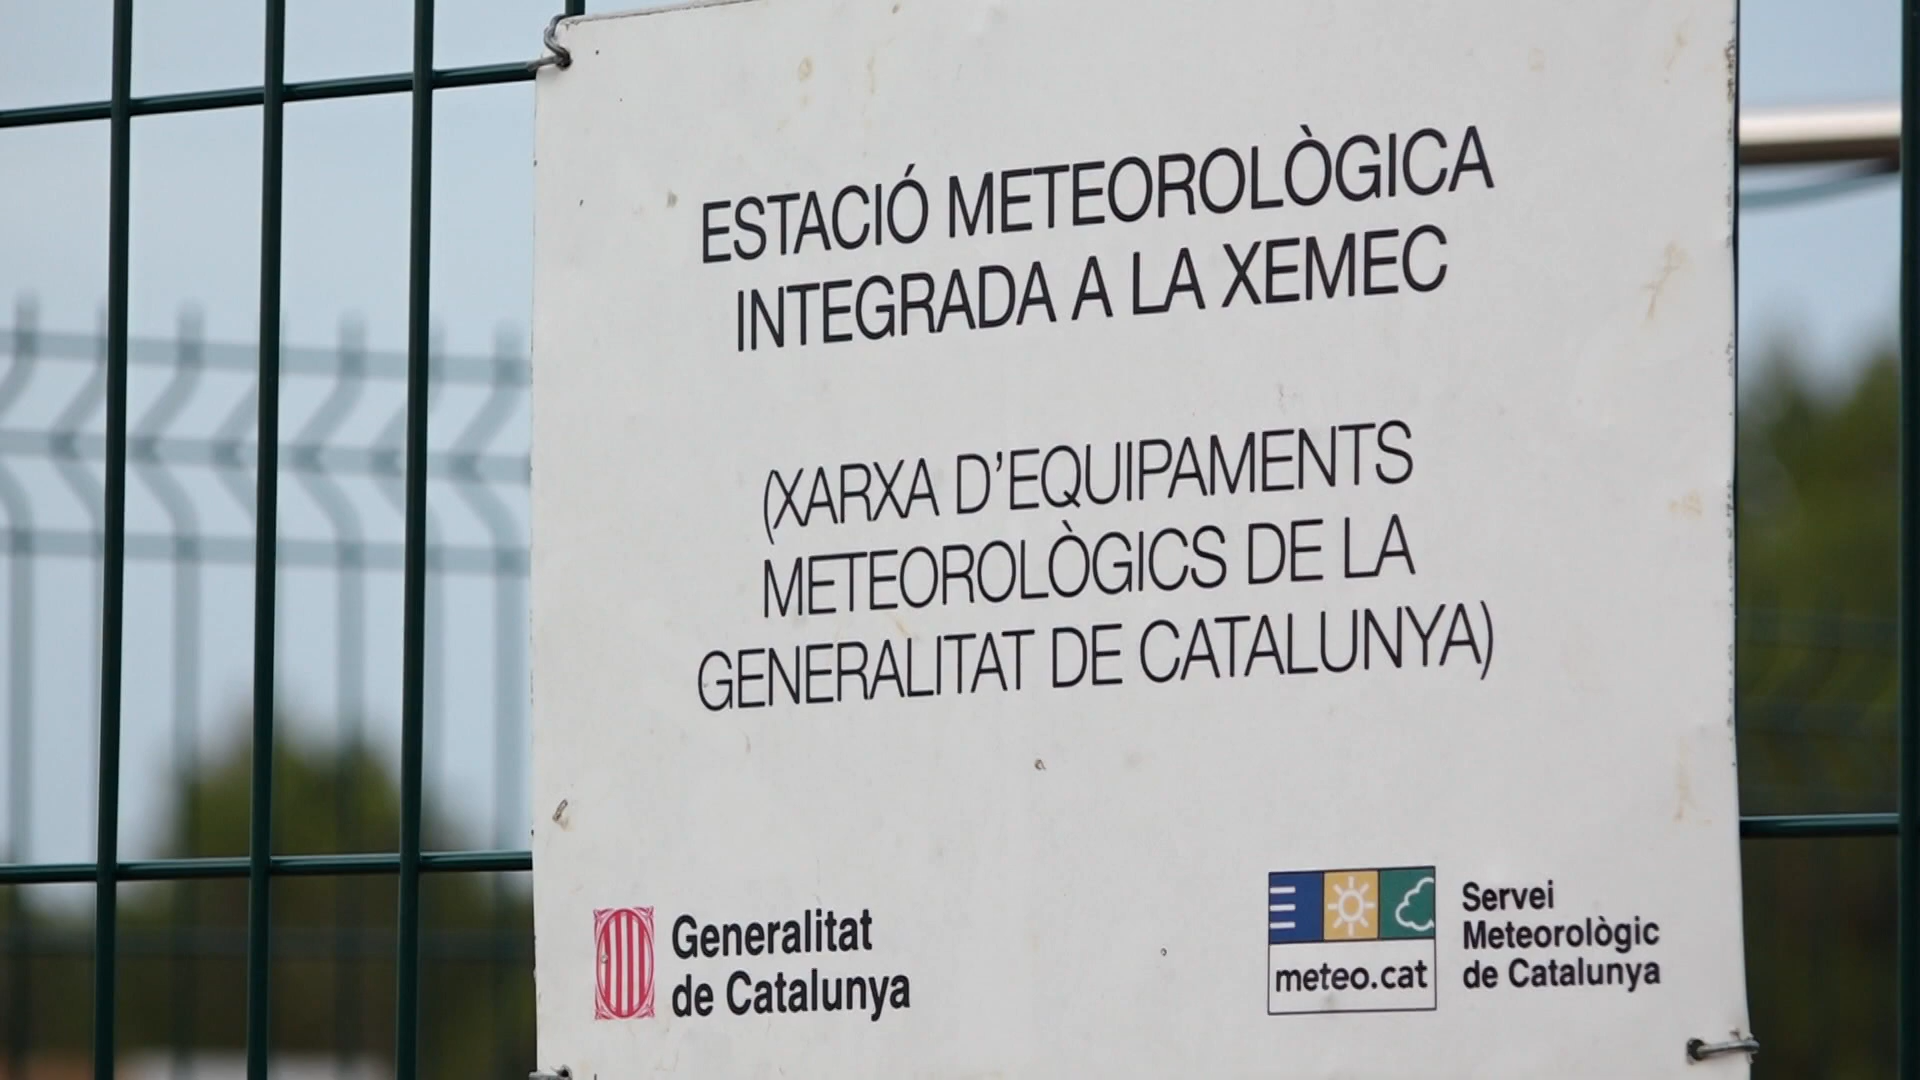 ESTACIÓ METEOROLÒGICA
INTEGRADA A LA XEMEC
(XARXA D'EQUIPAMENTS
METEOROLÒGICS DE LA
GENERALITAT DE CATALUNYA)
Generalitat
de Catalunya
meteo.cat
Servei
Meteorològic
de Catalunya